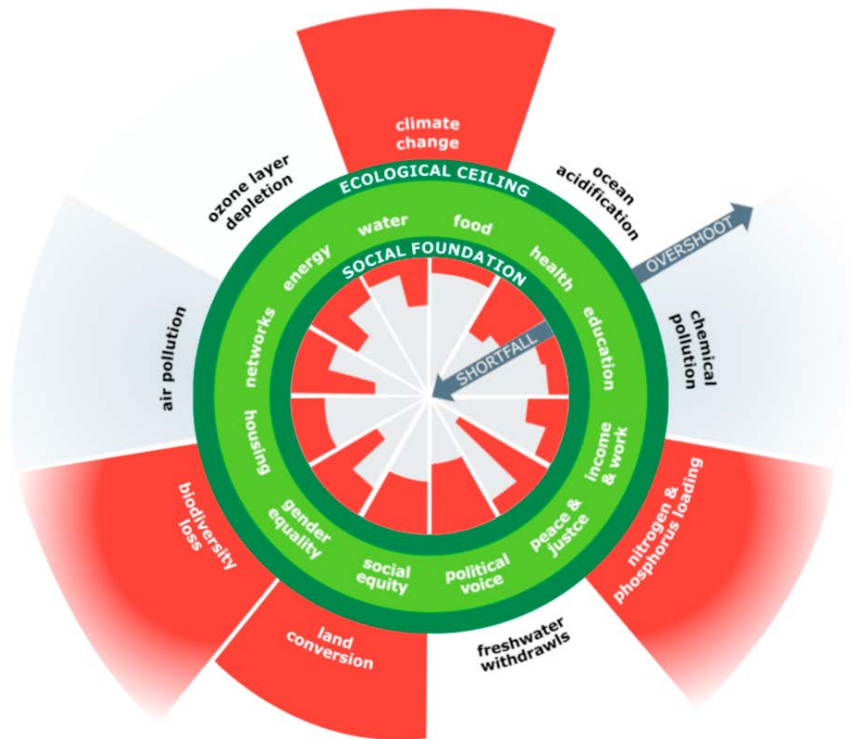 climate
change
ozone layer
depletion
ocean
acidification
ECOLOGICAL CEILING
OVERSHOOT
water
food
energy
health
SOCIAL FOUNDATION
SHORTFALL
networks
education
air pollution
chemical
pollution
housing
income
& work
gender
equality
peace &
justce
social
equity
political
voice
biodiversity
loss
nitrogen &
phosphorus loading
land
conversion
freshwater
withdrawls